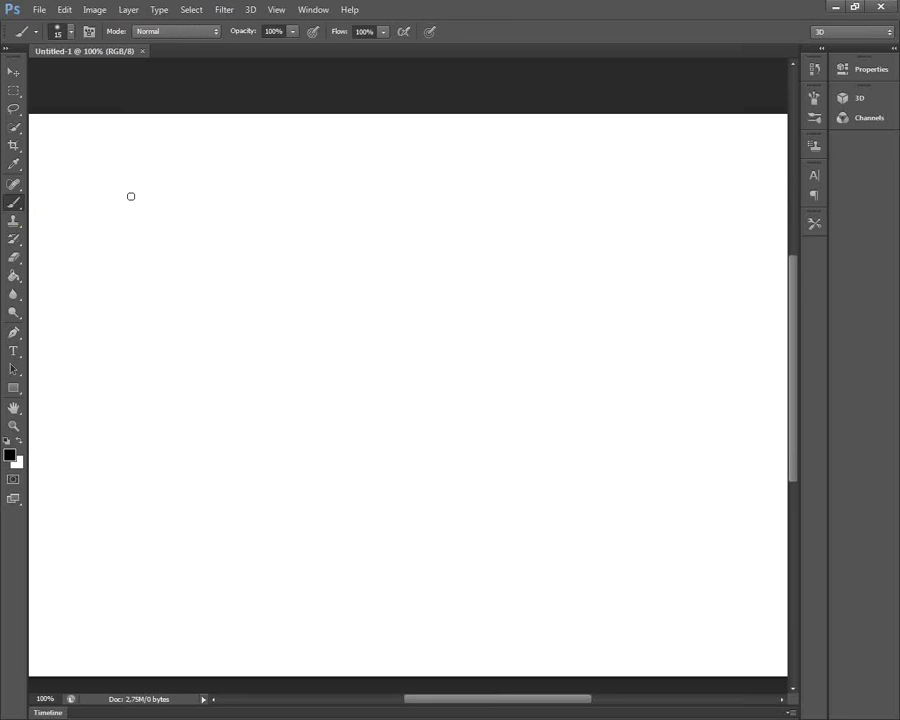 Ps File Edit Image Layer Type Select Filter 3D View Window Help
15 Mode: Normal Opacity: 100% Flow: 100% 3D
Untitled-1 @ 100% (RGB/8) ×
Properties
3D
Channels
A
T
100% Doc: 2.75M/0 bytes
Timeline